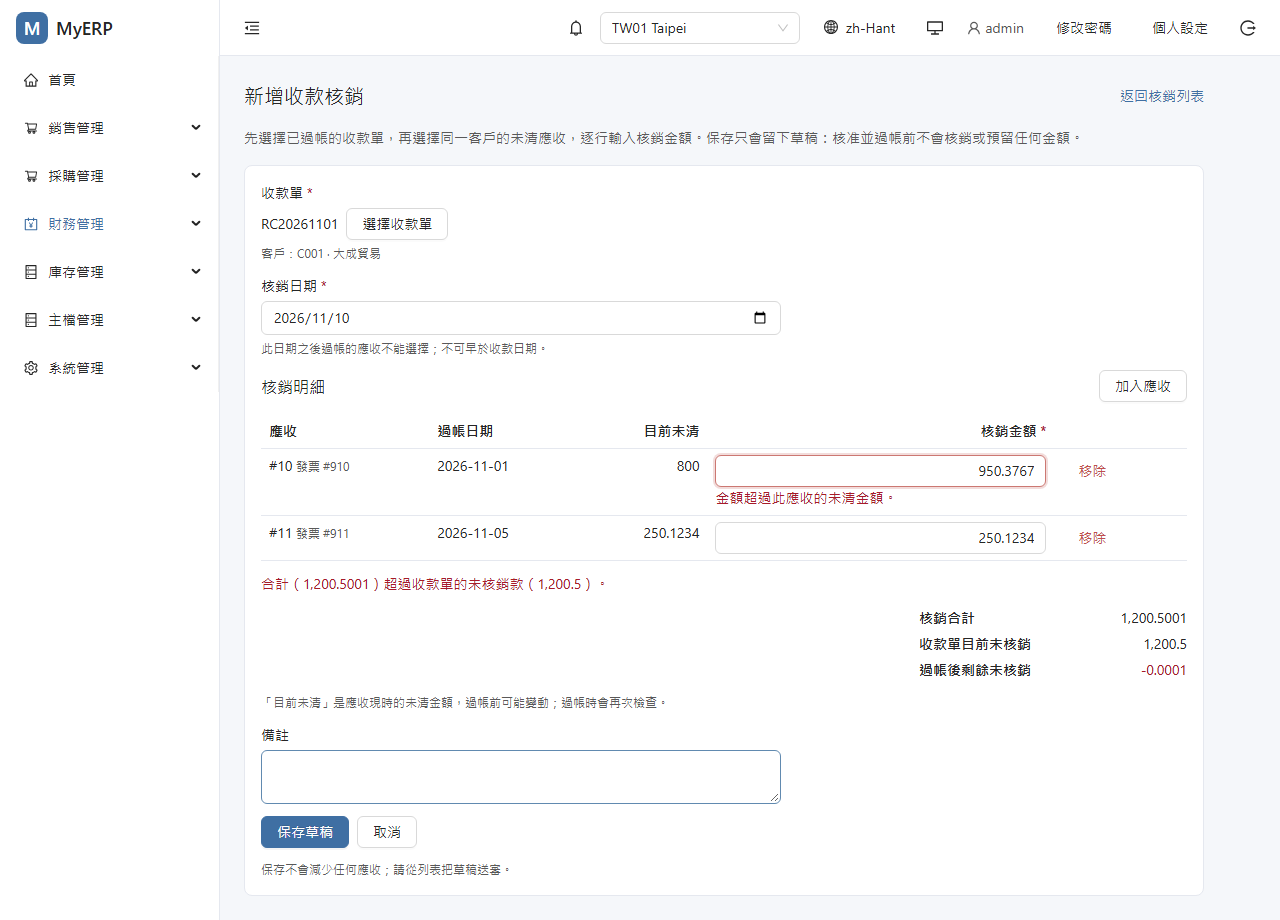 M MyERP
TW01 Taipei
zh-Hant
admin
修改密碼
個人設定
首頁
銷售管理
採購管理
財務管理
庫存管理
主檔管理
系統管理
新增收款核銷
返回核銷列表
先選擇已過帳的收款單，再選擇同一客戶的未清應收，逐行輸入核銷金額。保存只會留下草稿：核准並過帳前不會核銷或預留任何金額。
收款單 *
RC20261101 選擇收款單
客戶：C001 · 大成貿易
核銷日期 *
2026/11/10
此日期之後過帳的應收不能選擇；不可早於收款日期。
核銷明細 加入應收
應收 過帳日期 目前未清 核銷金額 *
#10 發票 #910 2026-11-01 800 950.3767 移除
金額超過此應收的未清金額。
#11 發票 #911 2026-11-05 250.1234 250.1234 移除
合計（1,200.5001）超過收款單的未核銷款（1,200.5）。
核銷合計 1,200.5001
收款單目前未核銷 1,200.5
過帳後剩餘未核銷 -0.0001
「目前未清」是應收現時的未清金額，過帳前可能變動；過帳時會再次檢查。
備註
保存草稿 取消
保存不會減少任何應收；請從列表把草稿送審。